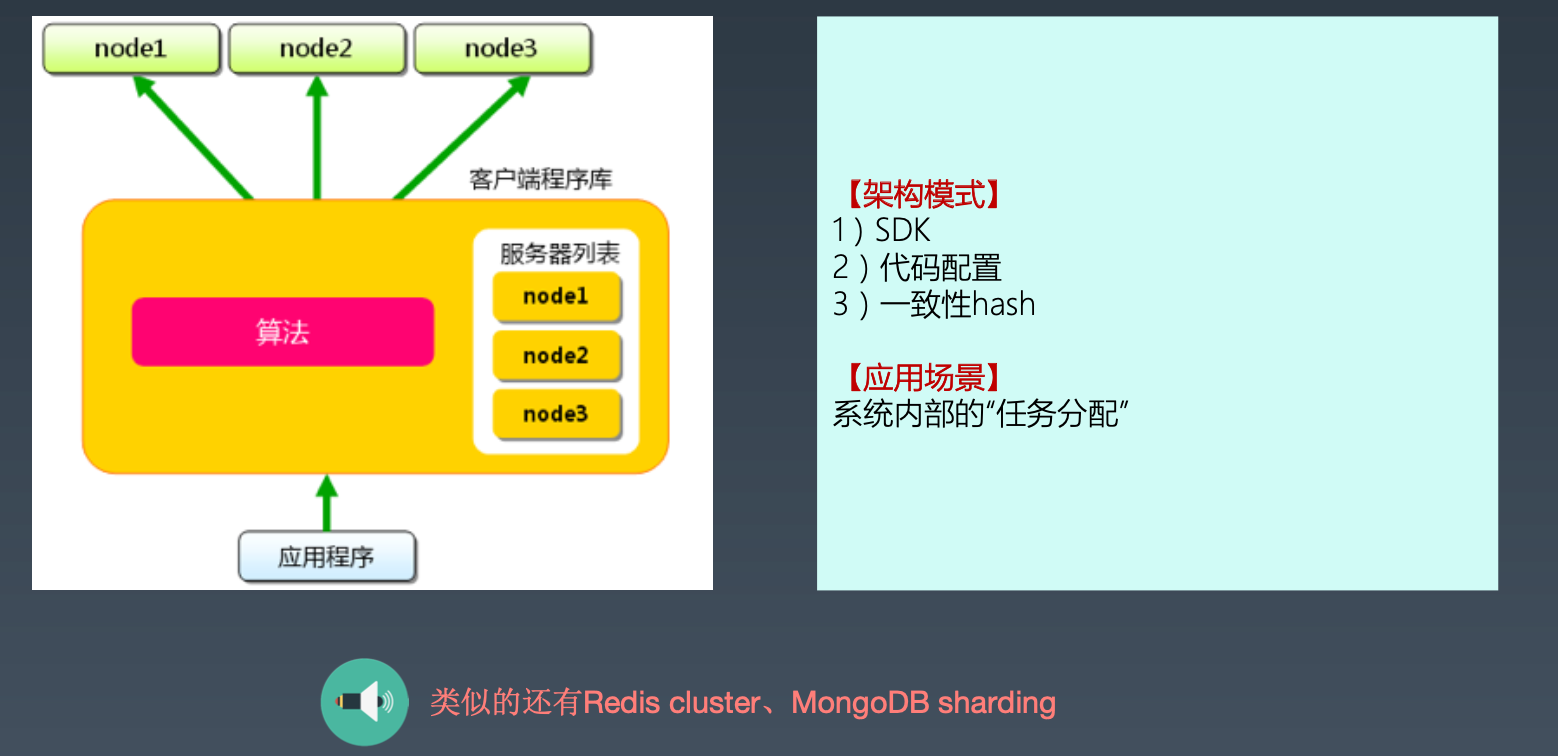 node1 node2 node3
客户端程序库
服务器列表
node1
算法
node2
node3
应用程序
【架构模式】
1）SDK
2）代码配置
3）一致性hash
【应用场景】
系统内部的“任务分配”
类似的还有Redis cluster、MongoDB sharding